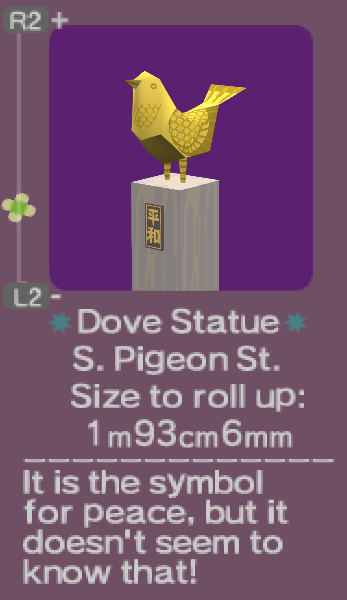 R2 +
平和
L2 -
Dove Statue
S. Pigeon St.
Size to roll up:
1m93cm6mm
It is the symbol
for peace, but it
doesn't seem to
know that!